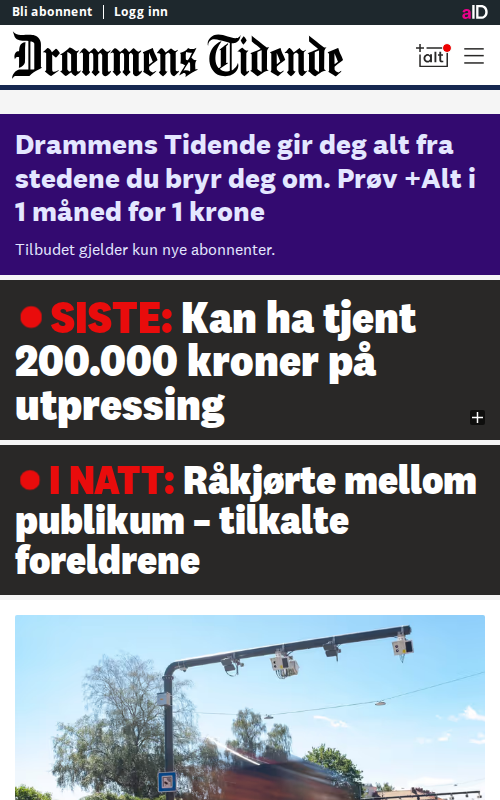 Bli abonnent Logg inn aID
Drammens Tidende +alt
Drammens Tidende gir deg alt fra
stedene du bryr deg om. Prøv +Alt i
1 måned for 1 krone
Tilbudet gjelder kun nye abonnenter.
SISTE: Kan ha tjent
200.000 kroner på
utpressing
+
I NATT: Råkjørte mellom
publikum – tilkalte
foreldrene